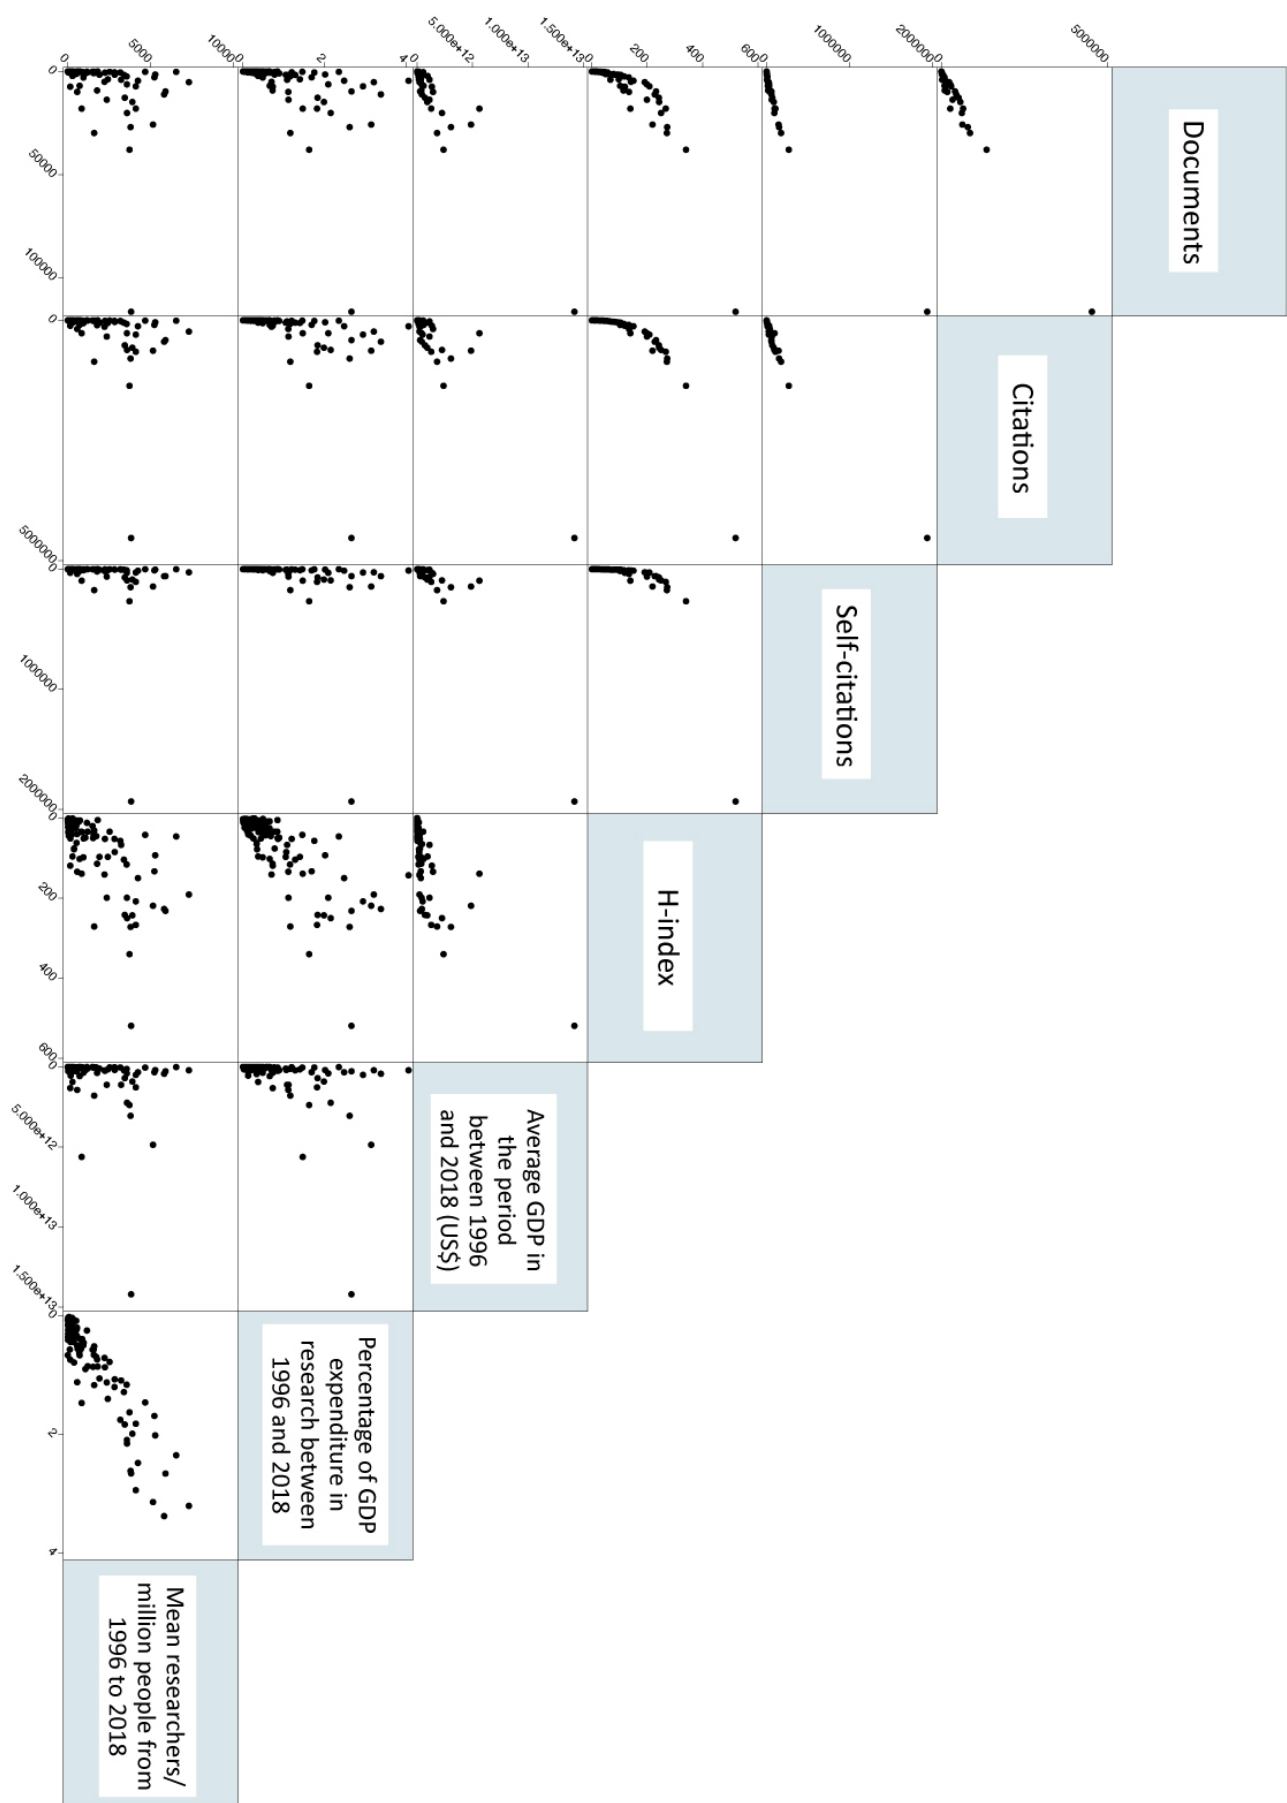 Documents
Citations
Self-citations
H-index
Average GDP in
the period
between 1996
and 2018 (US$)
Percentage of GDP
expenditure in
research between
1996 and 2018
Mean researchers/
million people from
1996 to 2018
0
5000000
0
1000000
2000000
0
200
400
600
0
5.000e+12
1.000e+13
1.500e+13
0
2
4
0
5000
10000
0
50000
100000
0
5000000
0
1000000
2000000
0
200
400
600
0
5.000e+12
1.000e+13
1.500e+13
0
2
4